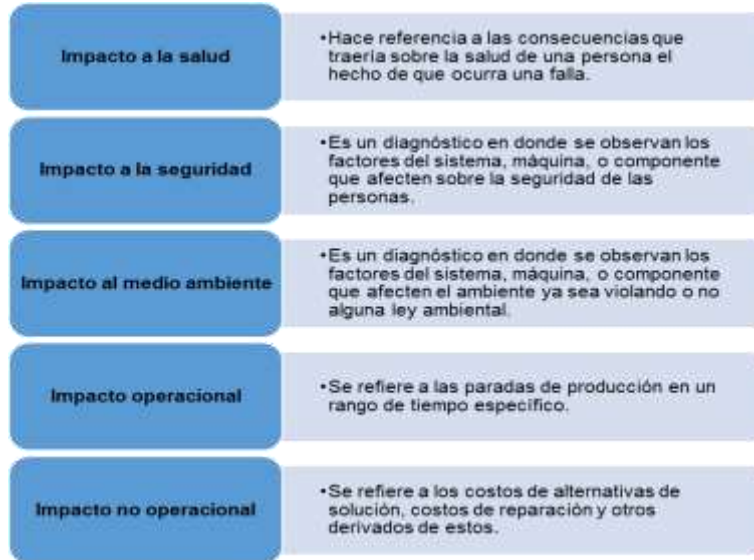 Impacto a la salud
•Hace referencia a las consecuencias que
traería sobre la salud de una persona el
hecho de que ocurra una falla.
Impacto a la seguridad
•Es un diagnóstico en donde se observan los
factores del sistema, máquina, o componente
que afecten sobre la seguridad de las
personas.
Impacto al medio ambiente
•Es un diagnóstico en donde se observan los
factores del sistema, máquina, o componente
que afecten el ambiente ya sea violando o no
alguna ley ambiental.
Impacto operacional
•Se refiere a las paradas de producción en un
rango de tiempo específico.
Impacto no operacional
•Se refiere a los costos de alternativas de
solución, costos de reparación y otros
derivados de estos.